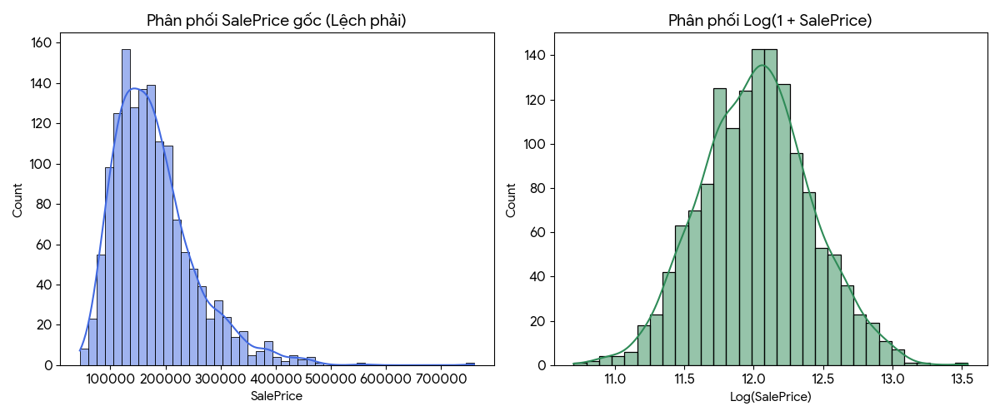 Phân phối SalePrice gốc (Lệch phải)
160
140
120
100
80
60
40
20
0
Count
100000 200000 300000 400000 500000 600000 700000
SalePrice
Phân phối Log(1 + SalePrice)
140
120
100
80
60
40
20
0
Count
11.0 11.5 12.0 12.5 13.0 13.5
Log(SalePrice)